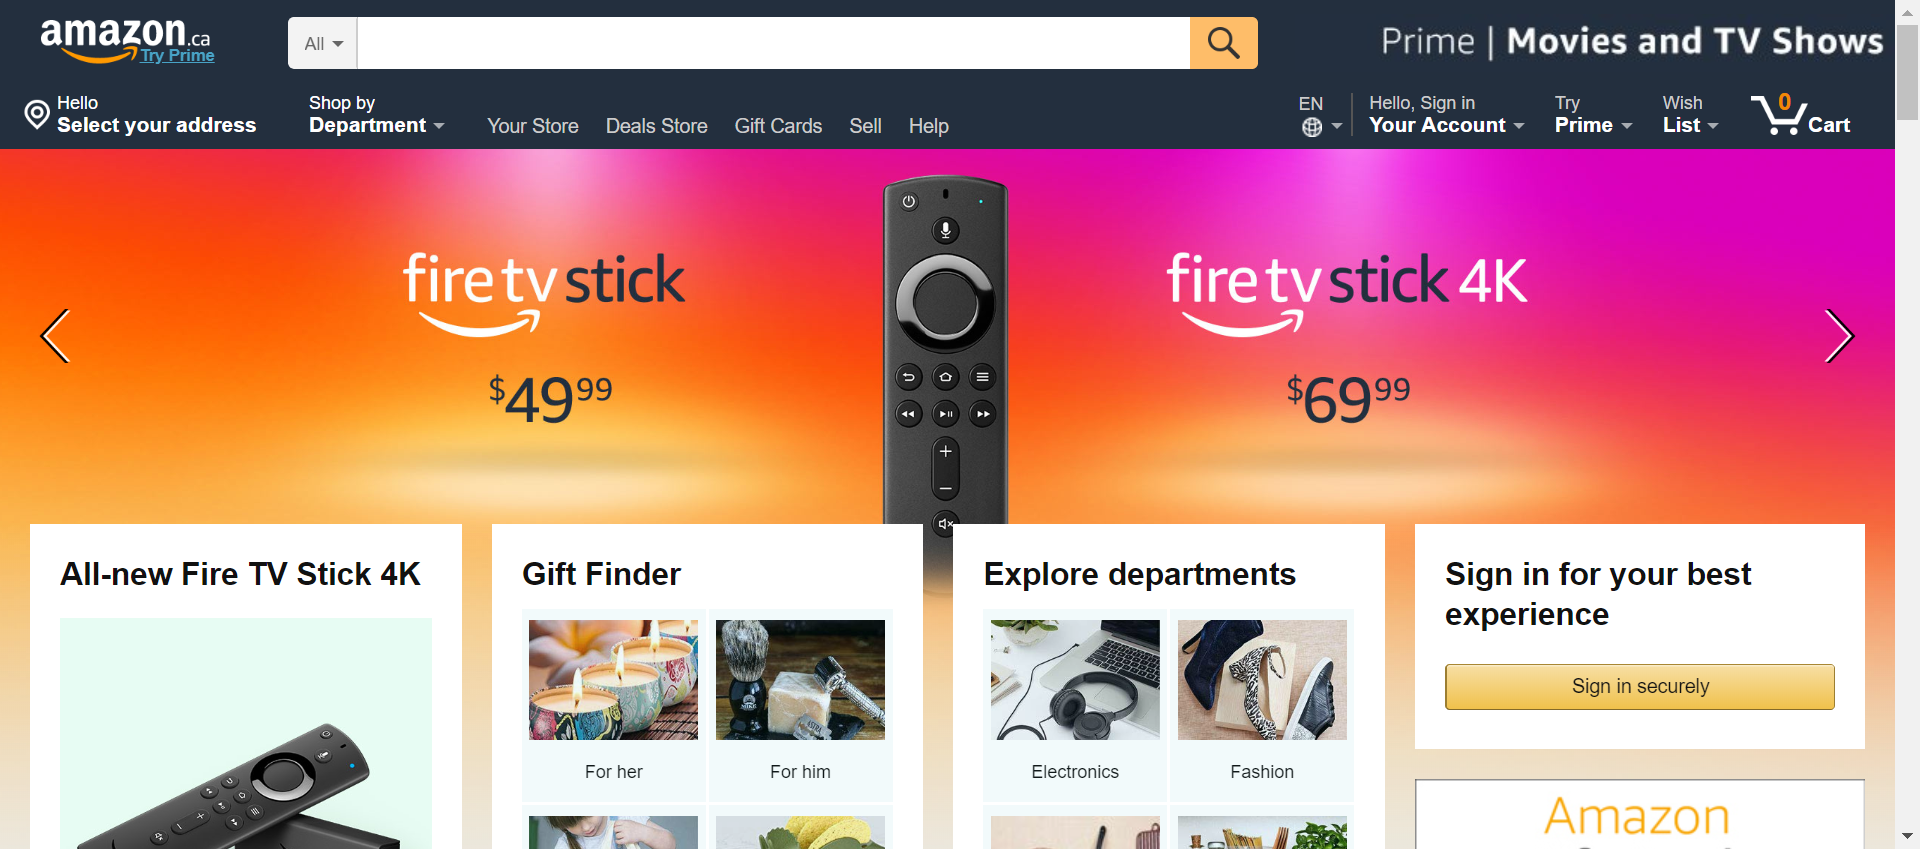 amazon.ca
Try Prime
All
Prime | Movies and TV Shows
Hello
Select your address
Shop by
Department
Your Store
Deals Store
Gift Cards
Sell
Help
EN
Hello, Sign in
Your Account
Try
Prime
Wish
List
0
Cart
fire tv stick
$49 99
fire tv stick 4K
$69 99
All-new Fire TV Stick 4K
Gift Finder
For her
For him
Explore departments
Electronics
Fashion
Sign in for your best
experience
Sign in securely
Amazon